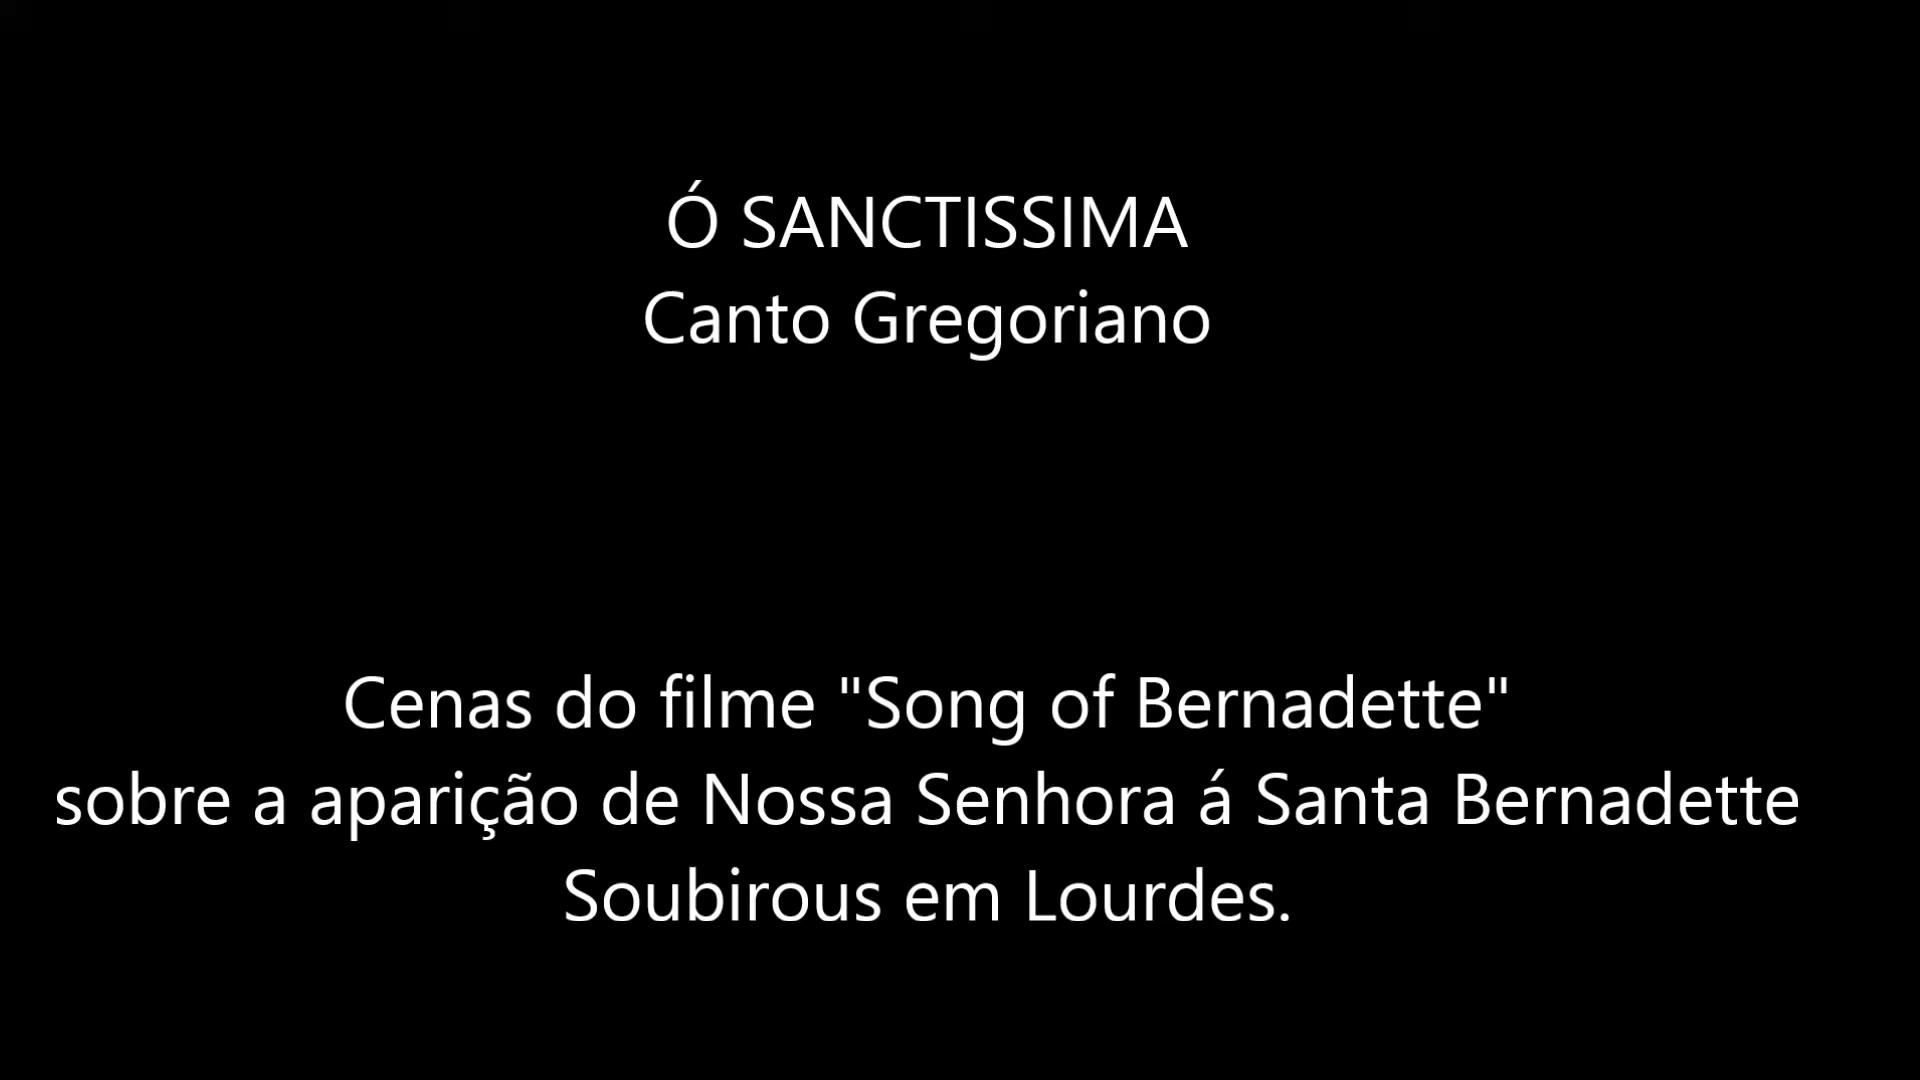 Ó SANCTISSIMA
Canto Gregoriano
Cenas do filme "Song of Bernadette"
sobre a aparição de Nossa Senhora á Santa Bernadette
Soubirous em Lourdes.